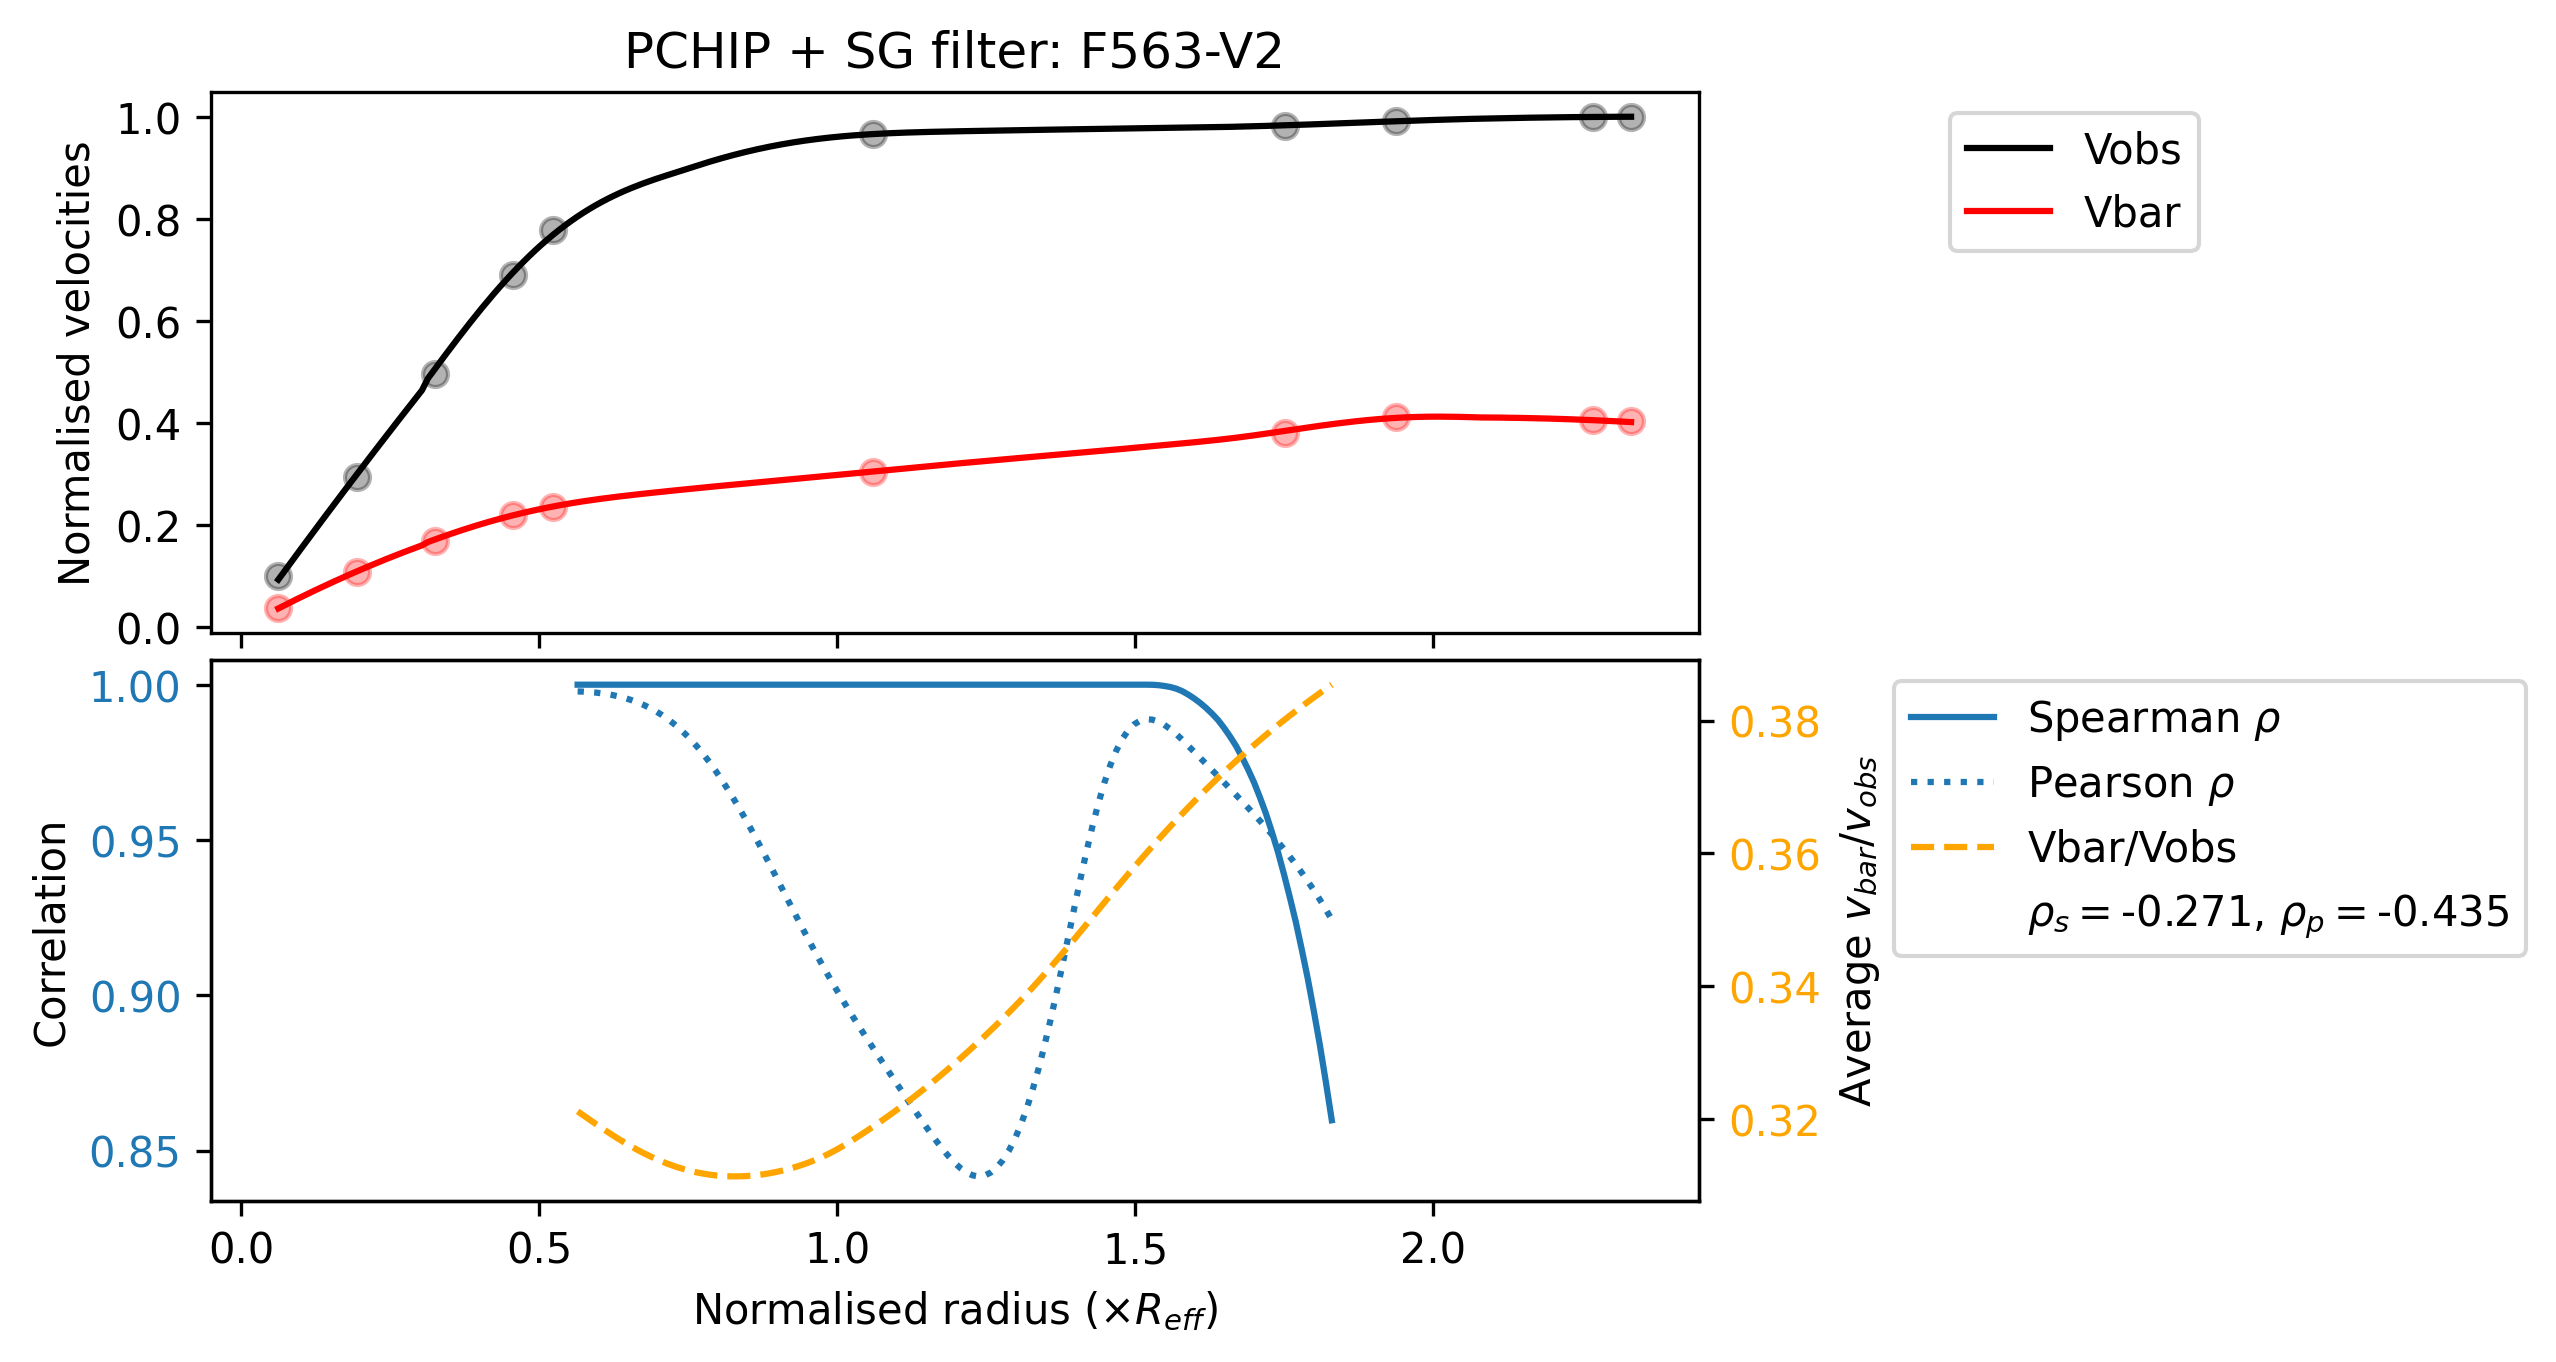 PCHIP + SG filter: F563-V2
Normalised velocities
1.0
0.8
0.6
0.4
0.2
0.0
Vobs
Vbar
Correlation
1.00
0.95
0.90
0.85
0.38
0.36
0.34
0.32
Average v_bar/v_obs
Spearman ρ
Pearson ρ
Vbar/Vobs
ρ_s = -0.271, ρ_p = -0.435
0.0 0.5 1.0 1.5 2.0
Normalised radius (×R_eff)